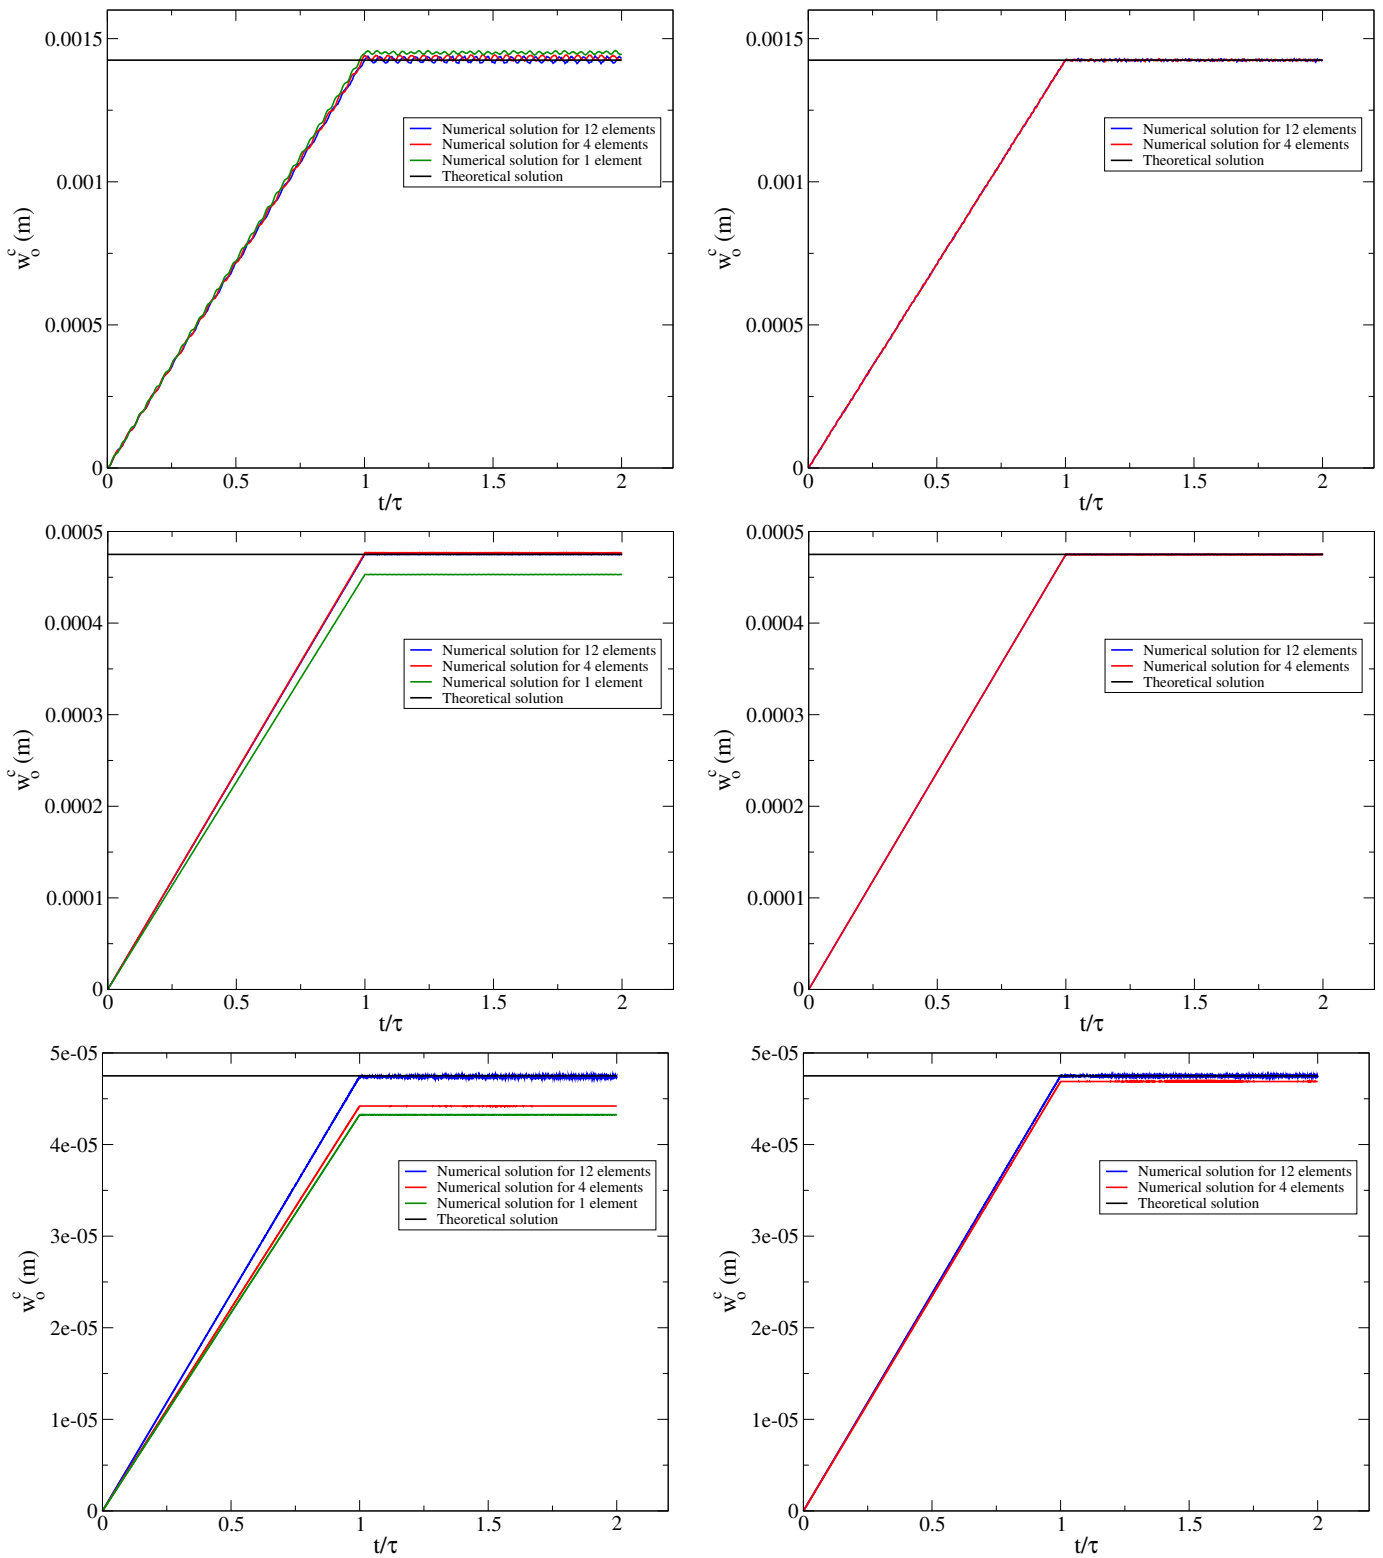 0.0015
0.001
0.0005
0
w_o^c (m)
0 0.5 1 1.5 2
t/τ
Numerical solution for 12 elements
Numerical solution for 4 elements
Numerical solution for 1 element
Theoretical solution
0.0015
0.001
0.0005
0
w_o^c (m)
0 0.5 1 1.5 2
t/τ
Numerical solution for 12 elements
Numerical solution for 4 elements
Theoretical solution
0.0005
0.0004
0.0003
0.0002
0.0001
0
w_o^c (m)
0 0.5 1 1.5 2
t/τ
Numerical solution for 12 elements
Numerical solution for 4 elements
Numerical solution for 1 element
Theoretical solution
0.0005
0.0004
0.0003
0.0002
0.0001
0
w_o^c (m)
0 0.5 1 1.5 2
t/τ
Numerical solution for 12 elements
Numerical solution for 4 elements
Theoretical solution
5e-05
4e-05
3e-05
2e-05
1e-05
0
w_o^c (m)
0 0.5 1 1.5 2
t/τ
Numerical solution for 12 elements
Numerical solution for 4 elements
Numerical solution for 1 element
Theoretical solution
5e-05
4e-05
3e-05
2e-05
1e-05
0
w_o^c (m)
0 0.5 1 1.5 2
t/τ
Numerical solution for 12 elements
Numerical solution for 4 elements
Theoretical solution